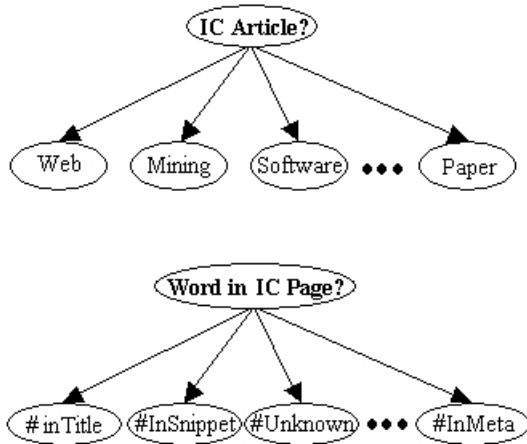 IC Article?
Web Mining Software ••• Paper
Word in IC Page?
#inTitle #InSnippet #Unknown ••• #InMeta